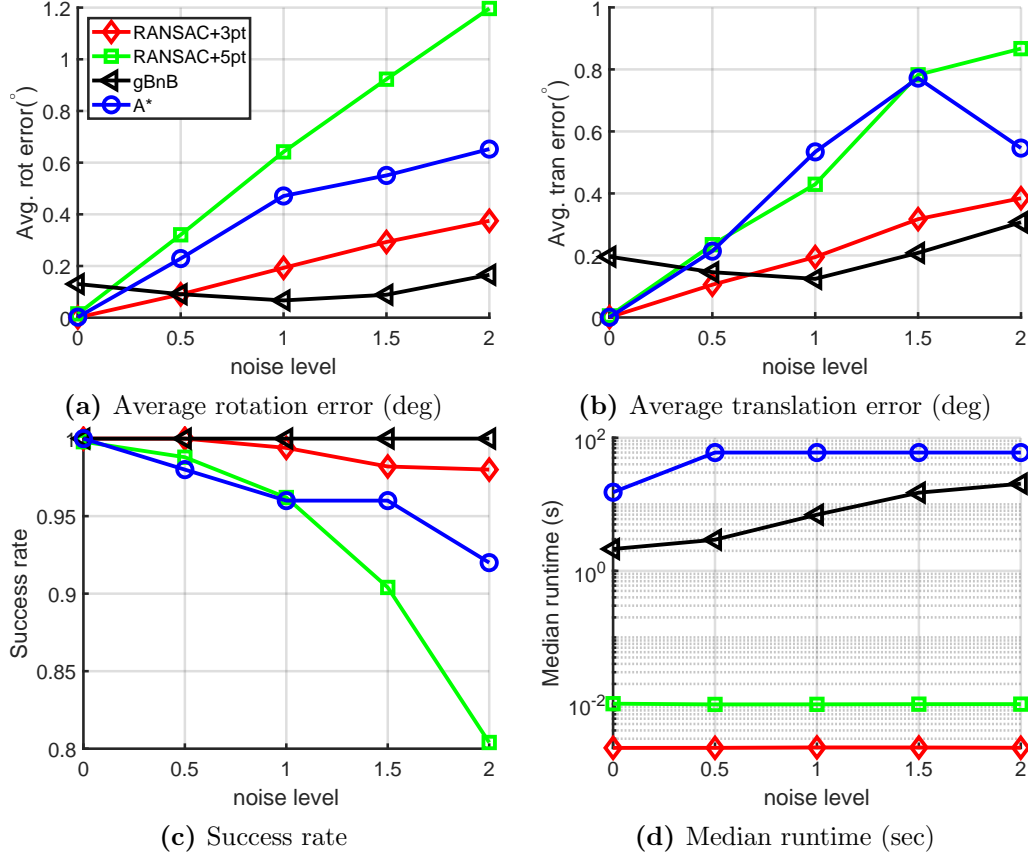 1.2
1
0.8
0.6
0.4
0.2
0
Avg. rot error(°)
RANSAC+3pt
RANSAC+5pt
gBnB
A*
0 0.5 1 1.5 2
noise level
(a) Average rotation error (deg)
1
0.8
0.6
0.4
0.2
0
Avg. tran error(°)
0 0.5 1 1.5 2
noise level
(b) Average translation error (deg)
1
0.95
0.9
0.85
0.8
Success rate
0 0.5 1 1.5 2
noise level
(c) Success rate
10²
10⁰
10⁻²
Median runtime (s)
0 0.5 1 1.5 2
noise level
(d) Median runtime (sec)